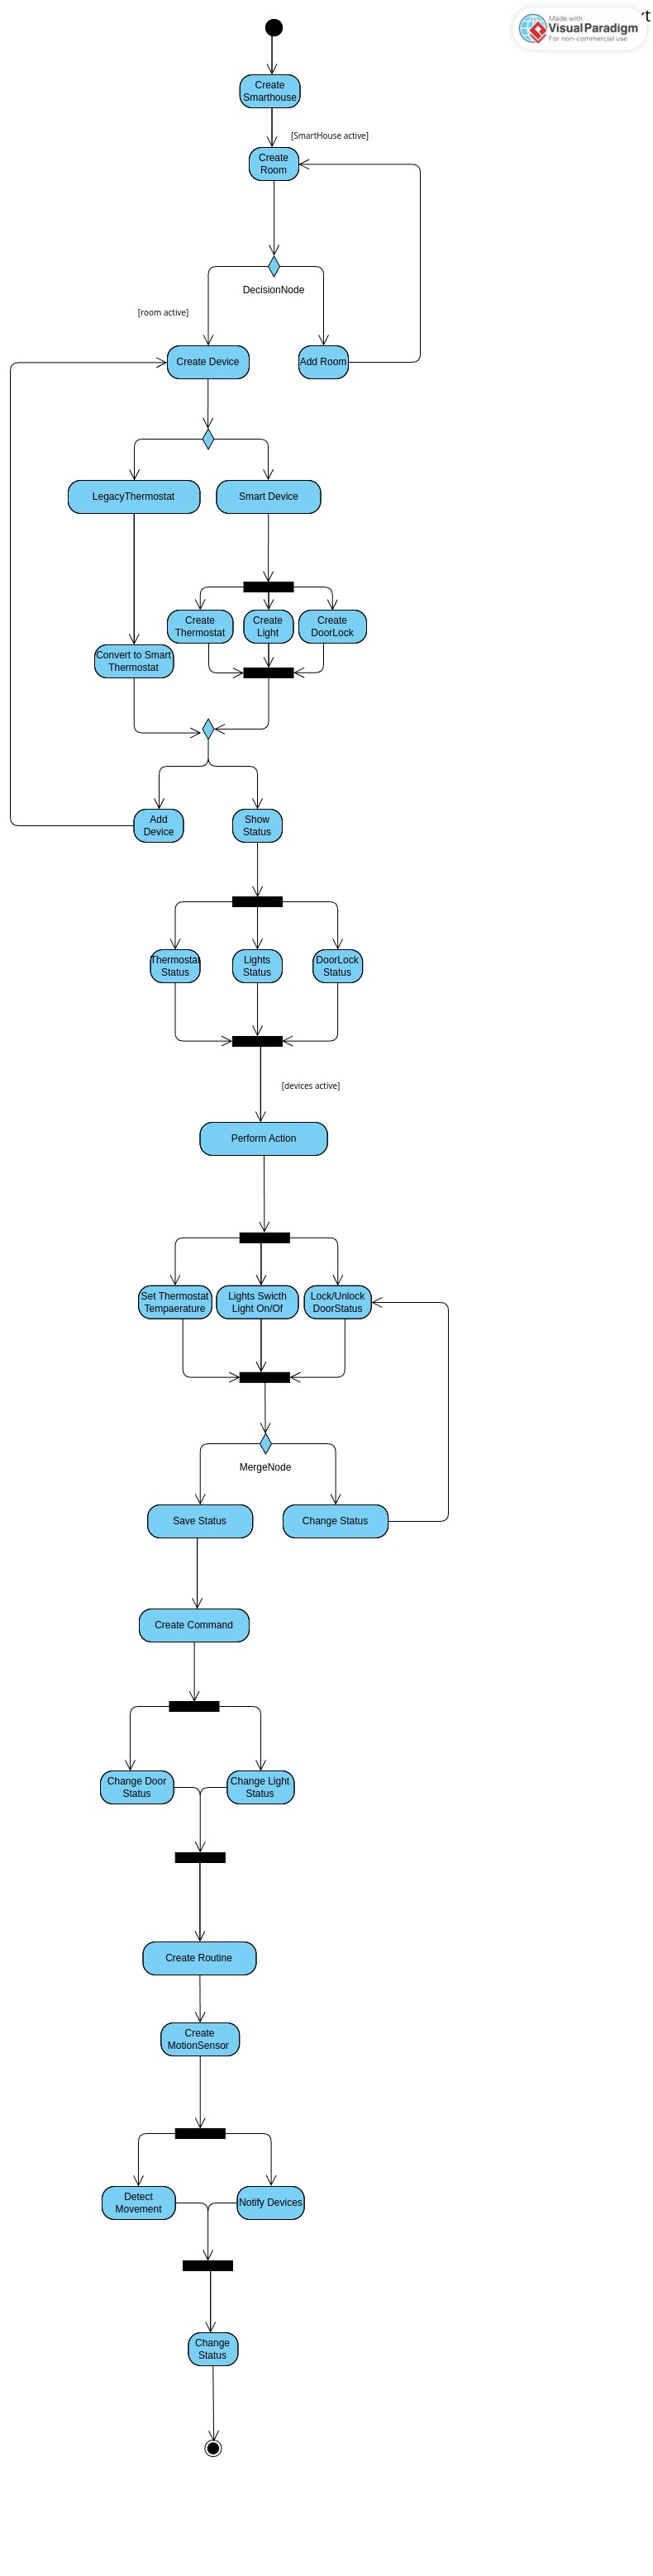 Made with
VisualParadigm
For non-commercial use
Create
Smarthouse
[SmartHouse active]
Create
Room
DecisionNode
[room active]
Create Device
Add Room
LegacyThermostat
Smart Device
Create
Thermostat
Create
Light
Create
DoorLock
Convert to Smart
Thermostat
Add
Device
Show
Status
Thermostat
Status
Lights
Status
DoorLock
Status
[devices active]
Perform Action
Set Thermostat
Tempaerature
Lights Swicth
Light On/Of
Lock/Unlock
DoorStatus
MergeNode
Save Status
Change Status
Create Command
Change Door
Status
Change Light
Status
Create Routine
Create
MotionSensor
Detect
Movement
Notify Devices
Change
Status